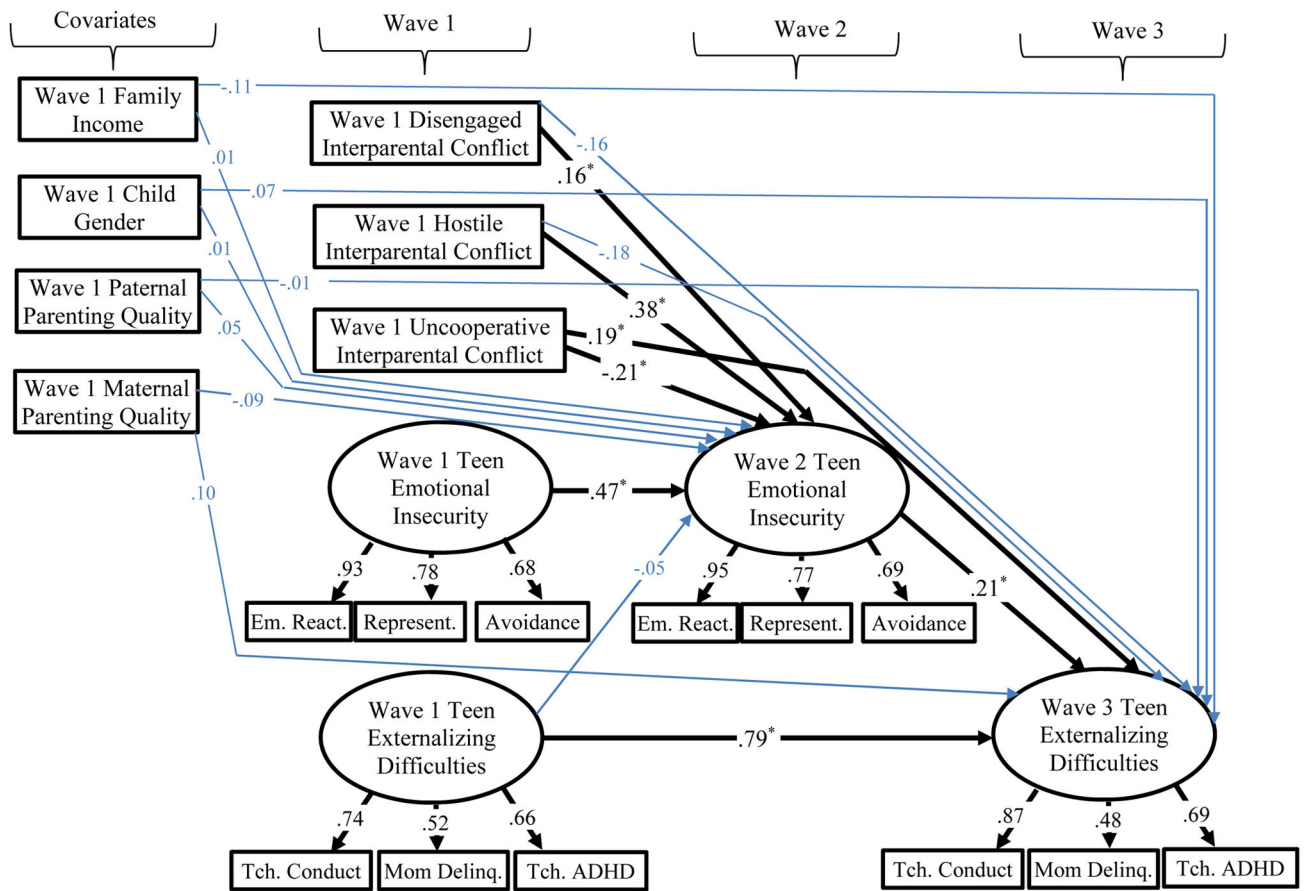 Covariates
Wave 1
Wave 2
Wave 3
Wave 1 Family
Income
Wave 1 Child
Gender
Wave 1 Paternal
Parenting Quality
Wave 1 Maternal
Parenting Quality
Wave 1 Disengaged
Interparental Conflict
Wave 1 Hostile
Interparental Conflict
Wave 1 Uncooperative
Interparental Conflict
-.11
.01
.07
.01
-.01
.05
-.09
.10
-.16
.16*
-.18
.38*
.19*
-.21*
Wave 1 Teen
Emotional
Insecurity
.47*
Wave 2 Teen
Emotional
Insecurity
.93
.78
.68
Em. React.
Represent.
Avoidance
-.05
.95
.77
.69
Em. React.
Represent.
Avoidance
.21*
Wave 1 Teen
Externalizing
Difficulties
.79*
Wave 3 Teen
Externalizing
Difficulties
.74
.52
.66
Tch. Conduct
Mom Delinq.
Tch. ADHD
.87
.48
.69
Tch. Conduct
Mom Delinq.
Tch. ADHD